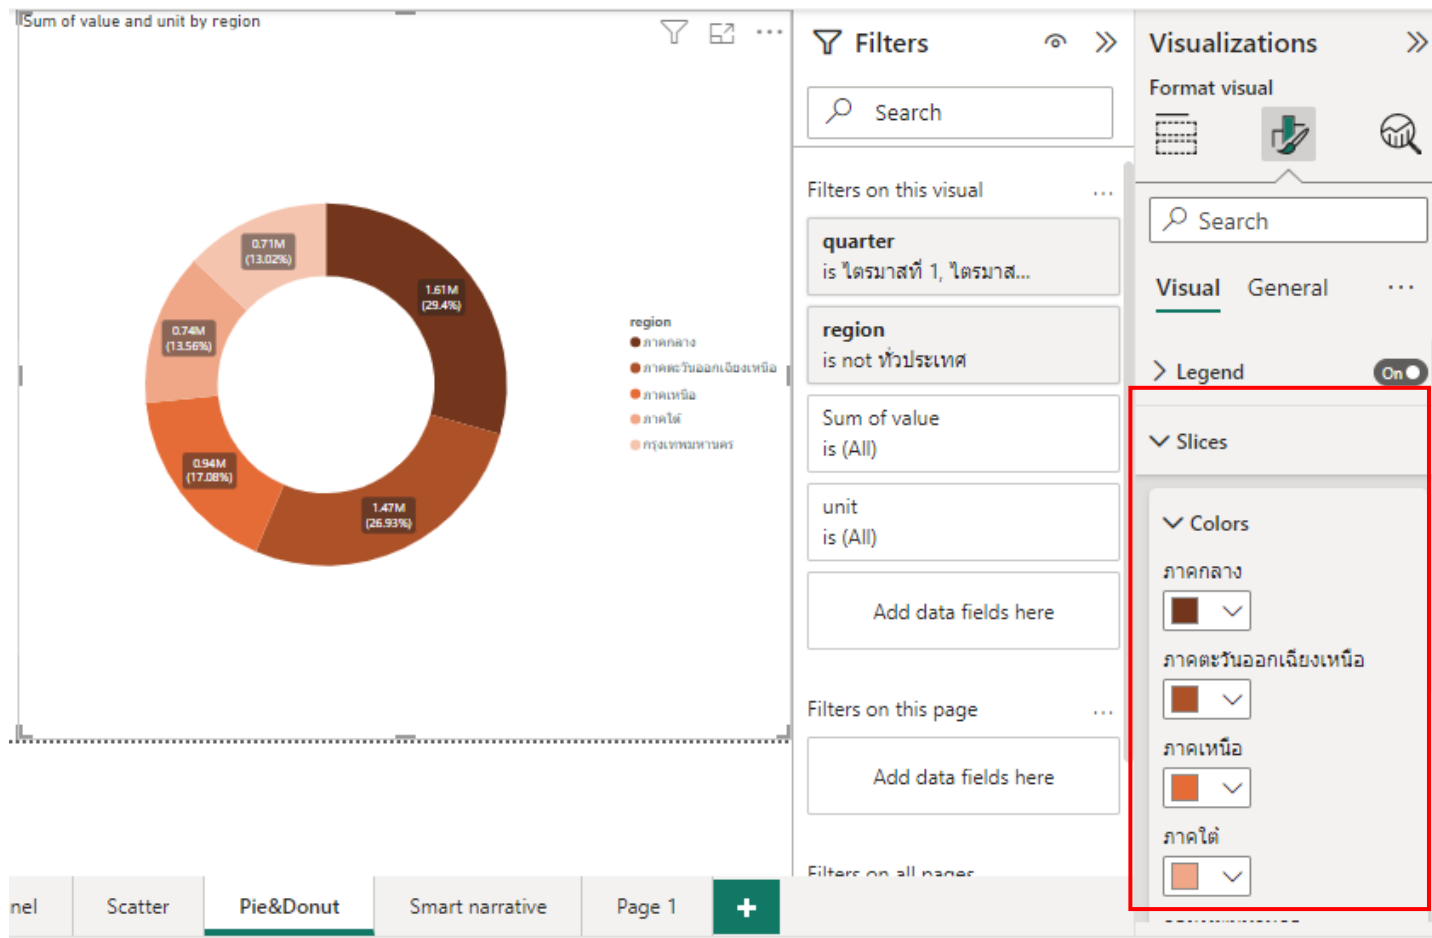 Sum of value and unit by region
0.71M
(13.02%)
1.61M
(29.4%)
0.74M
(13.56%)
0.94M
(17.08%)
1.47M
(26.93%)
region
ภาคกลาง
ภาคตะวันออกเฉียงเหนือ
ภาคเหนือ
ภาคใต้
กรุงเทพมหานคร
Filters
Search
Filters on this visual
...
quarter
is ไตรมาสที่ 1, ไตรมาส...
region
is not ทั่วประเทศ
Sum of value
is (All)
unit
is (All)
Add data fields here
Filters on this page
...
Add data fields here
Filters on all pages
Visualizations
Format visual
Search
Visual General ...
Legend On
Slices
Colors
ภาคกลาง
ภาคตะวันออกเฉียงเหนือ
ภาคเหนือ
ภาคใต้
nel Scatter Pie&Donut Smart narrative Page 1 +